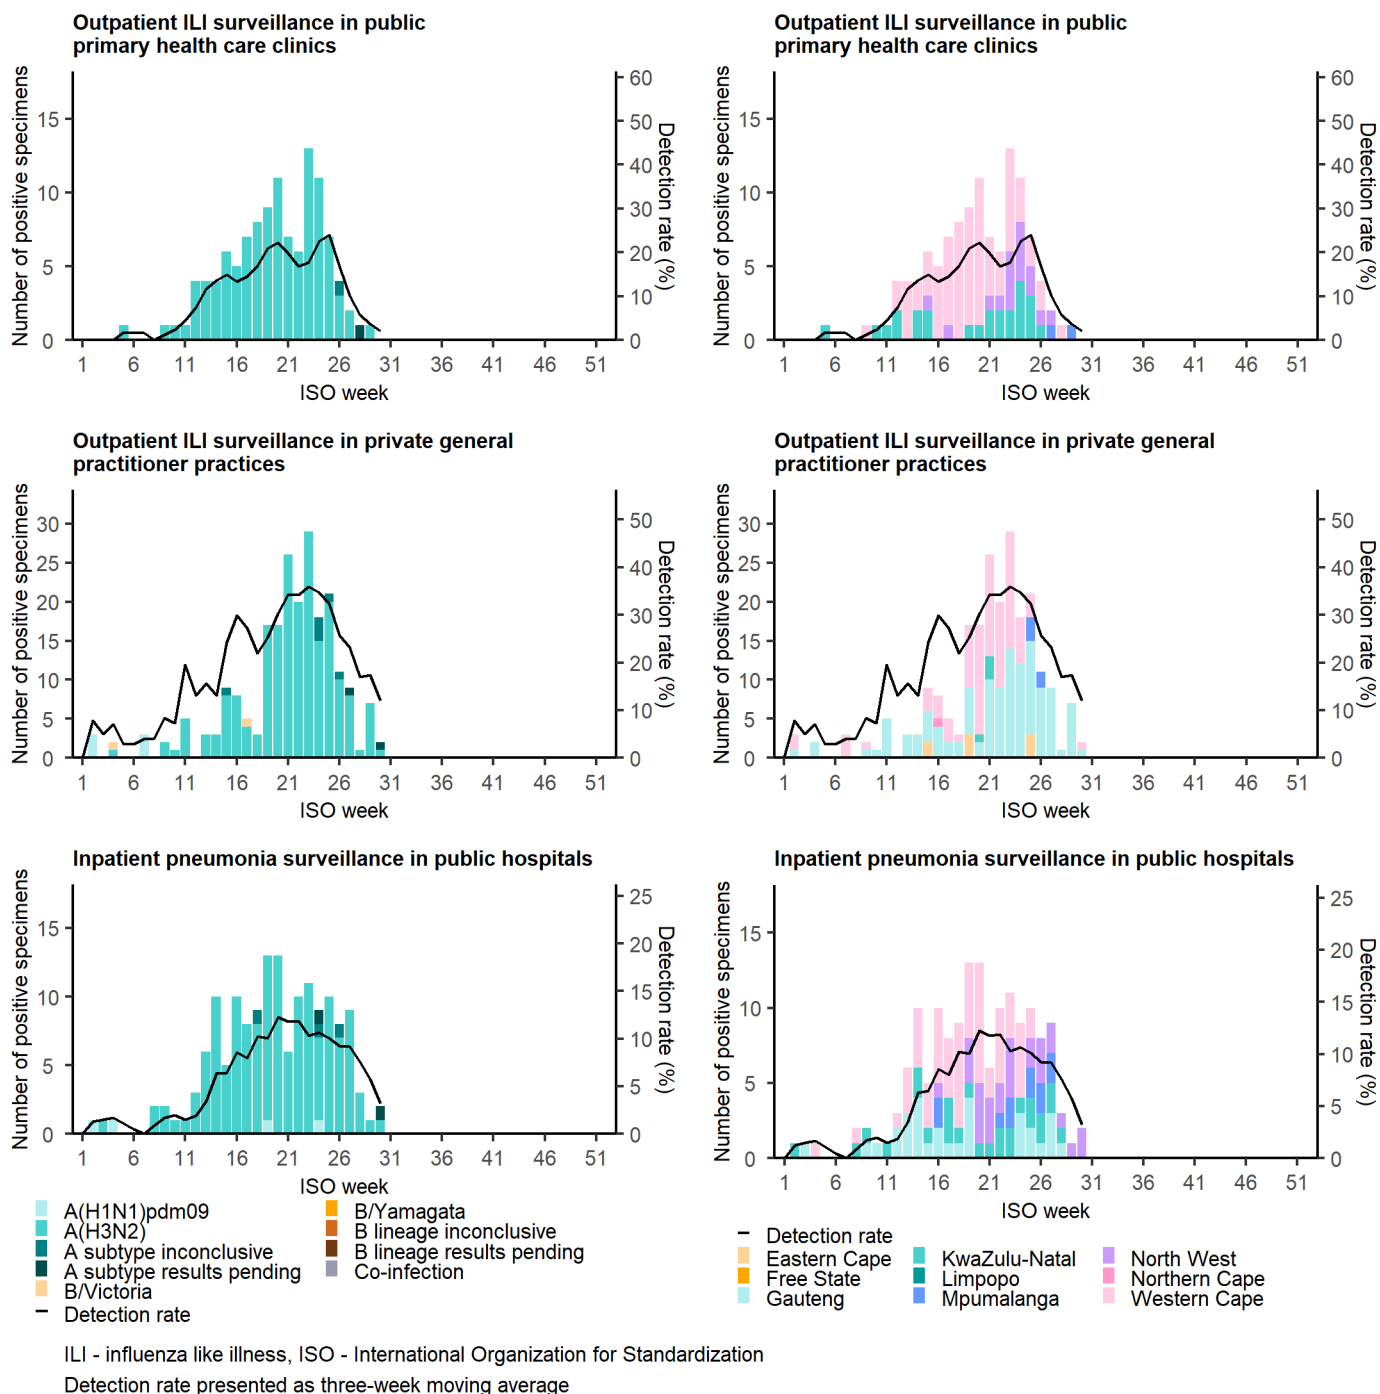 Outpatient ILI surveillance in public
primary health care clinics
Number of positive specimens
15
10
5
0
60
50
40
30
20
10
0
Detection rate (%)
1 6 11 16 21 26 31 36 41 46 51
ISO week
Outpatient ILI surveillance in public
primary health care clinics
Number of positive specimens
15
10
5
0
60
50
40
30
20
10
0
Detection rate (%)
1 6 11 16 21 26 31 36 41 46 51
ISO week
Outpatient ILI surveillance in private general
practitioner practices
Number of positive specimens
30
25
20
15
10
5
0
50
40
30
20
10
0
Detection rate (%)
1 6 11 16 21 26 31 36 41 46 51
ISO week
Outpatient ILI surveillance in private general
practitioner practices
Number of positive specimens
30
25
20
15
10
5
0
50
40
30
20
10
0
Detection rate (%)
1 6 11 16 21 26 31 36 41 46 51
ISO week
Inpatient pneumonia surveillance in public hospitals
Number of positive specimens
15
10
5
0
25
20
15
10
5
0
Detection rate (%)
1 6 11 16 21 26 31 36 41 46 51
ISO week
Inpatient pneumonia surveillance in public hospitals
Number of positive specimens
15
10
5
0
25
20
15
10
5
0
Detection rate (%)
1 6 11 16 21 26 31 36 41 46 51
ISO week
A(H1N1)pdm09
A(H3N2)
A subtype inconclusive
A subtype results pending
B/Victoria
Detection rate
B/Yamagata
B lineage inconclusive
B lineage results pending
Co-infection
Detection rate
Eastern Cape
Free State
Gauteng
KwaZulu-Natal
Limpopo
Mpumalanga
North West
Northern Cape
Western Cape
ILI - influenza like illness, ISO - International Organization for Standardization
Detection rate presented as three-week moving average